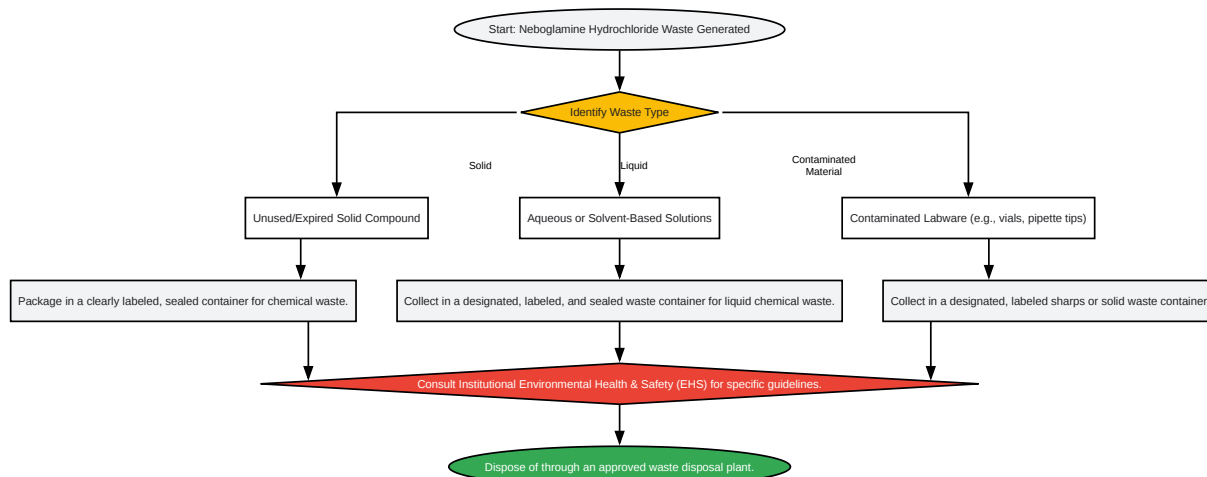 Start: Neboglamine Hydrochloride Waste Generated
Identify Waste Type
Solid
Liquid
Contaminated
Material
Unused/Expired Solid Compound
Aqueous or Solvent-Based Solutions
Contaminated Labware (e.g., vials, pipette tips)
Package in a clearly labeled, sealed container for chemical waste.
Collect in a designated, labeled, and sealed waste container for liquid chemical waste.
Collect in a designated, labeled sharps or solid waste container
Consult Institutional Environmental Health & Safety (EHS) for specific guidelines.
Dispose of through an approved waste disposal plant.